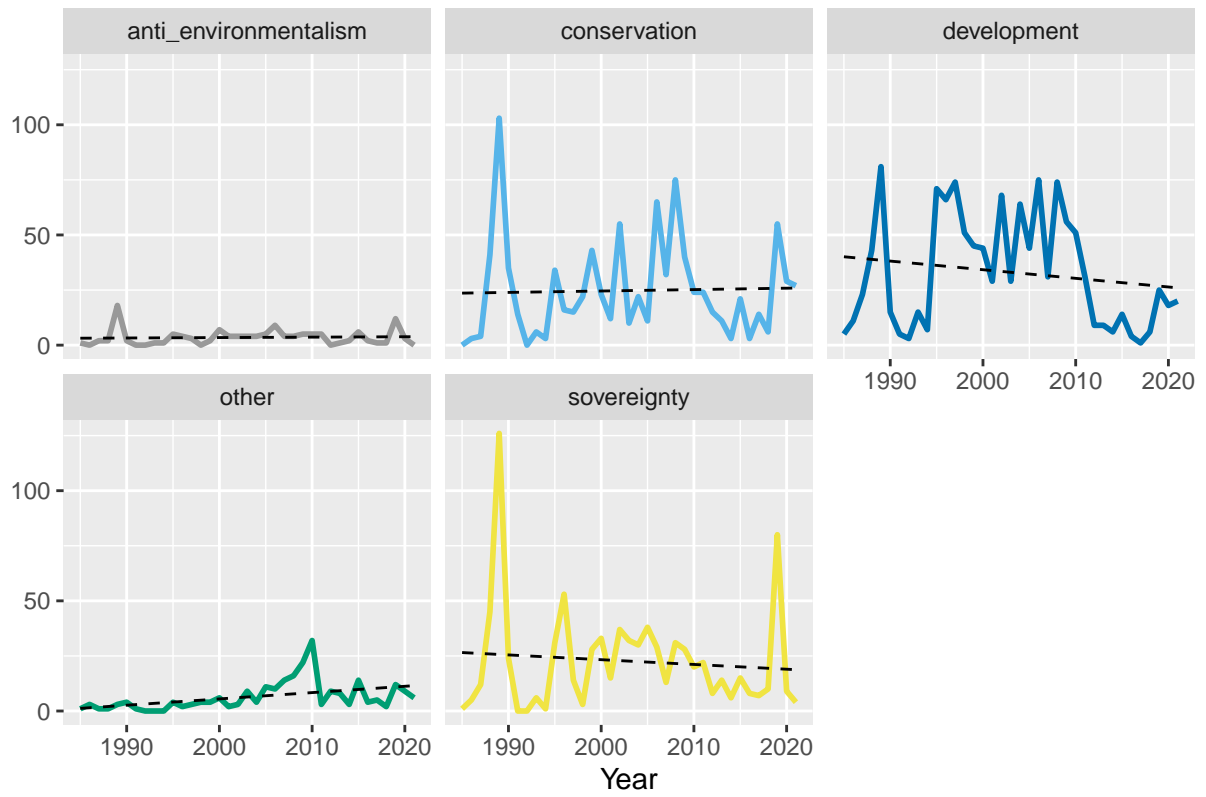 anti_environmentalism conservation development
100
50
0
1990 2000 2010 2020
other sovereignty
100
50
0
1990 2000 2010 2020 1990 2000 2010 2020
Year